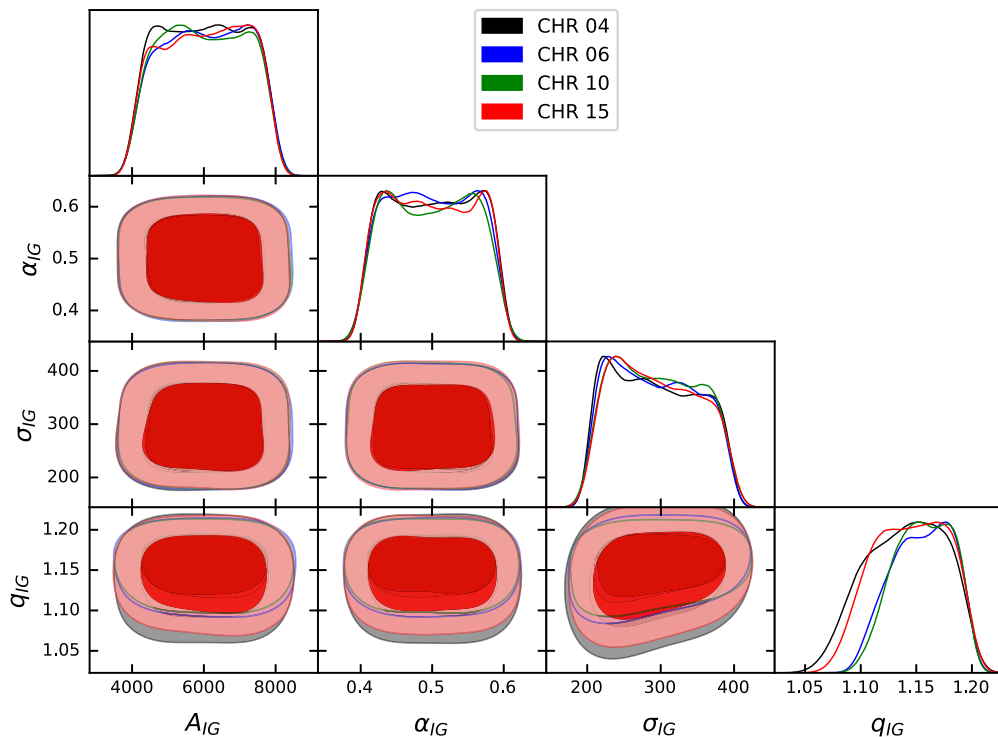 CHR 04
CHR 06
CHR 10
CHR 15
0.6
0.5
0.4
α_IG
400
300
200
σ_IG
1.20
1.15
1.10
1.05
q_IG
4000 6000 8000
0.4 0.5 0.6
200 300 400
1.05 1.10 1.15 1.20
A_IG α_IG σ_IG q_IG